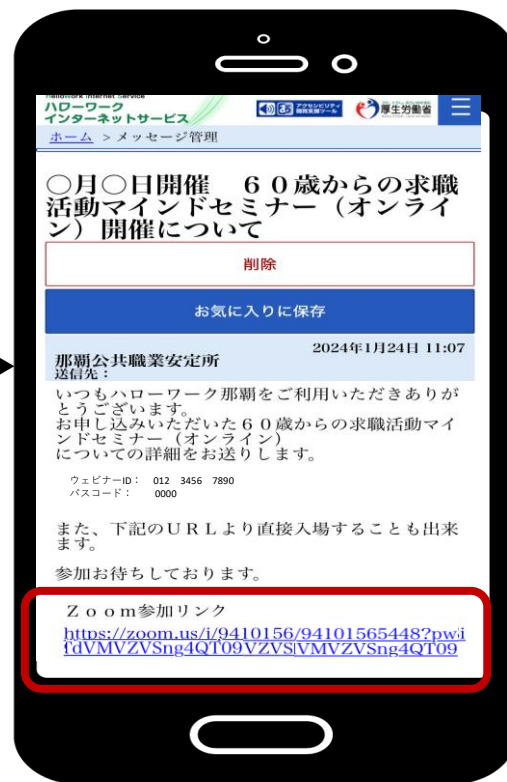 HelloWork Internet Service
ハローワーク
インターネットサービス
アクセシビリティ
閲覧支援ツール
厚生労働省
ホーム ＞メッセージ管理
〇月〇日開催　６０歳からの求職
活動マインドセミナー（オンライ
ン）開催について
削除
お気に入りに保存
2024年1月24日 11:07
那覇公共職業安定所
送信先：
いつもハローワーク那覇をご利用いただきありが
とうございます。
お申し込みいただいた６０歳からの求職活動マイ
ンドセミナー（オンライン）
についての詳細をお送りします。
ウェビナーID： 012 3456 7890
パスコード： 0000
また、下記のＵＲＬより直接入場することも出来
ます。
参加お待ちしております。
Ｚｏｏｍ参加リンク
https://zoom.us/j/9410156/94101565448?pw
dVMVZVSng4QT09VZVS VMVZVSng4QT09